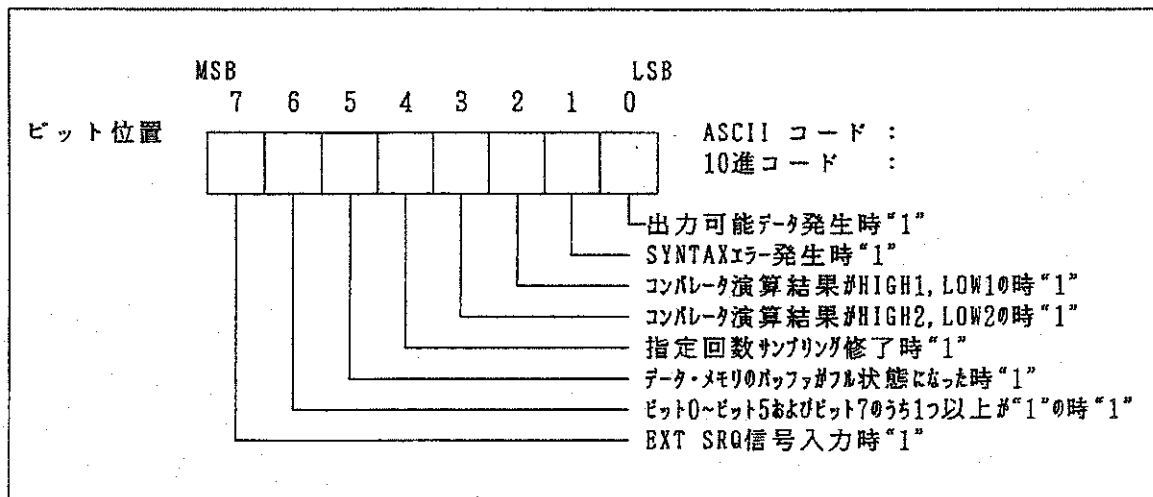 MSB LSB
7 6 5 4 3 2 1 0
ビット位置
ASCII コード :
10進コード :
出力可能データ発生時“1”
SYNTAXエラー発生時“1”
コンパレータ演算結果がHIGH1, LOW1の時“1”
コンパレータ演算結果がHIGH2, LOW2の時“1”
指定回数サンプリング修了時“1”
データ・メモリのバッファがフル状態になった時“1”
ビット0~ビット5およびビット7のうち1つ以上が“1”の時“1”
EXT SRQ信号入力時“1”